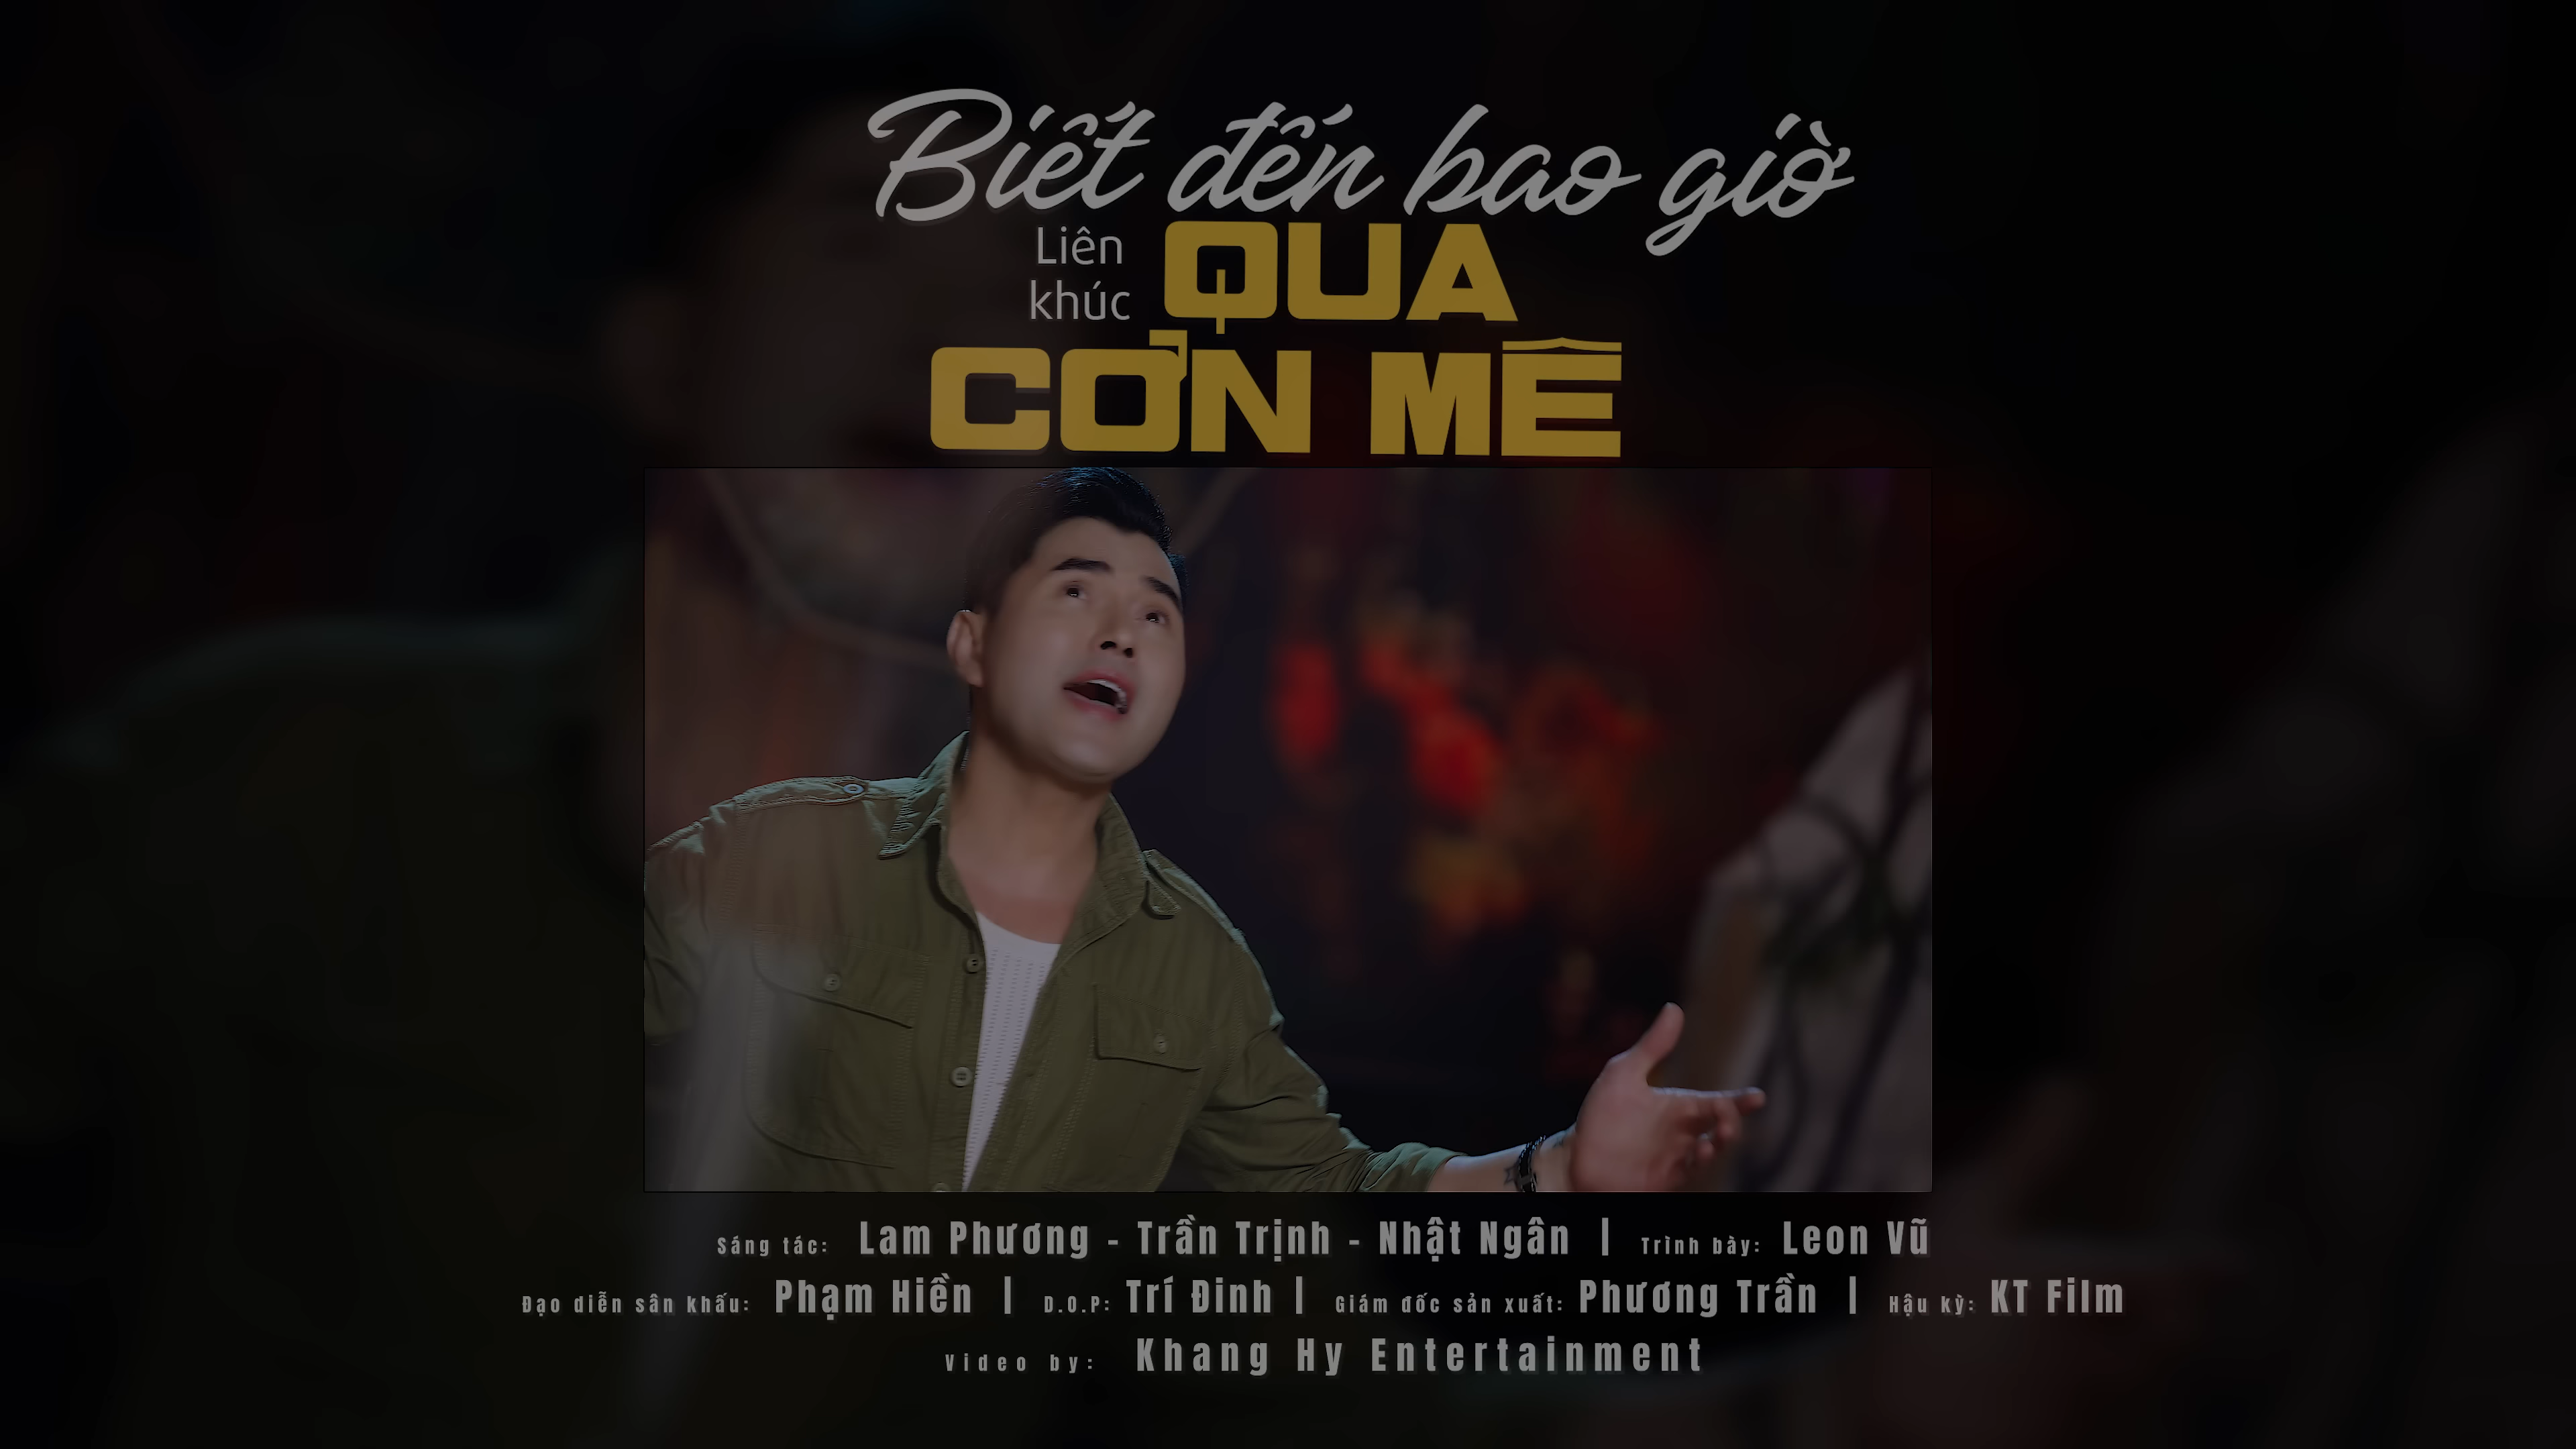 Biết đến bao giờ
Liên khúc
QUA
CƠN MÊ
Sáng tác: Lam Phương - Trần Trịnh - Nhật Ngân | Trình bày: Leon Vũ
Đạo diễn sân khấu: Phạm Hiền | D.O.P: Trí Đinh | Giám đốc sản xuất: Phương Trần | Hậu kỳ: KT Film
Video by: Khang Hy Entertainment